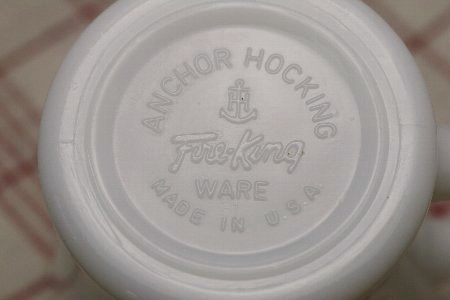 ANCHOR HOCKING
H
Fire-King
WARE
MADE IN U.S.A.